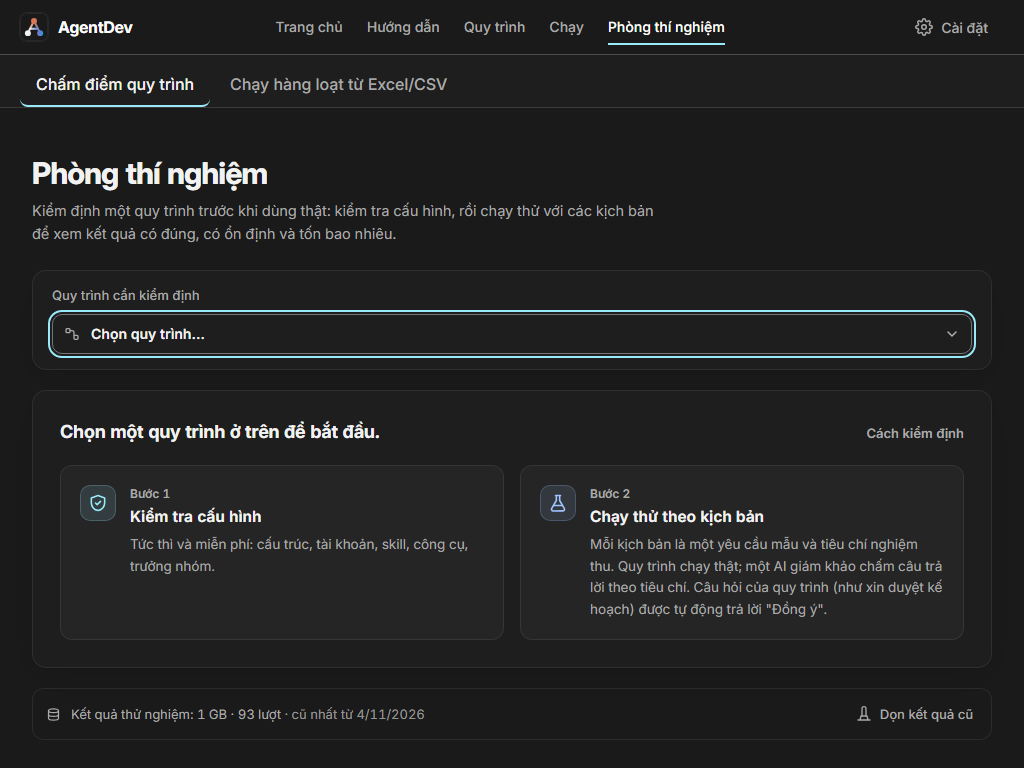 AgentDev
Trang chủ
Hướng dẫn
Quy trình
Chạy
Phòng thí nghiệm
Cài đặt
Chấm điểm quy trình
Chạy hàng loạt từ Excel/CSV
Phòng thí nghiệm
Kiểm định một quy trình trước khi dùng thật: kiểm tra cấu hình, rồi chạy thử với các kịch bản
để xem kết quả có đúng, có ổn định và tốn bao nhiêu.
Quy trình cần kiểm định
Chọn quy trình...
Chọn một quy trình ở trên để bắt đầu.
Cách kiểm định
Bước 1
Kiểm tra cấu hình
Tức thì và miễn phí: cấu trúc, tài khoản, skill, công cụ,
trưởng nhóm.
Bước 2
Chạy thử theo kịch bản
Mỗi kịch bản là một yêu cầu mẫu và tiêu chí nghiệm
thu. Quy trình chạy thật; một AI giám khảo chấm câu trả
lời theo tiêu chí. Câu hỏi của quy trình (như xin duyệt kế
hoạch) được tự động trả lời "Đồng ý".
Kết quả thử nghiệm: 1 GB · 93 lượt · cũ nhất từ 4/11/2026
Dọn kết quả cũ